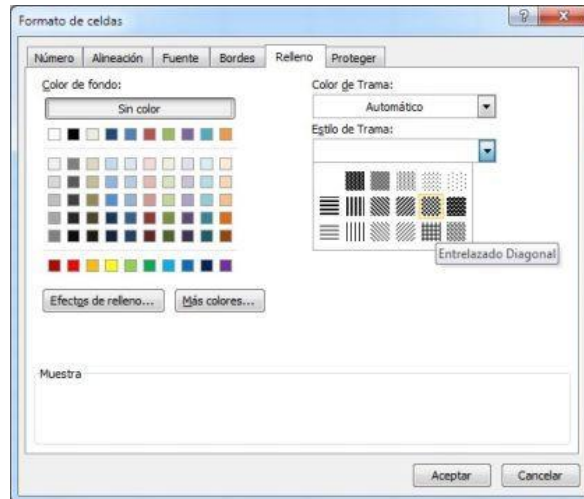 Formato de celdas
Número Alineación Fuente Bordes Relleno Proteger
Color de fondo:
Sin color
Efectos de relleno...
Más colores...
Color de Trama:
Automático
Estilo de Trama:
Entrelazado Diagonal
Muestra
Aceptar
Cancelar